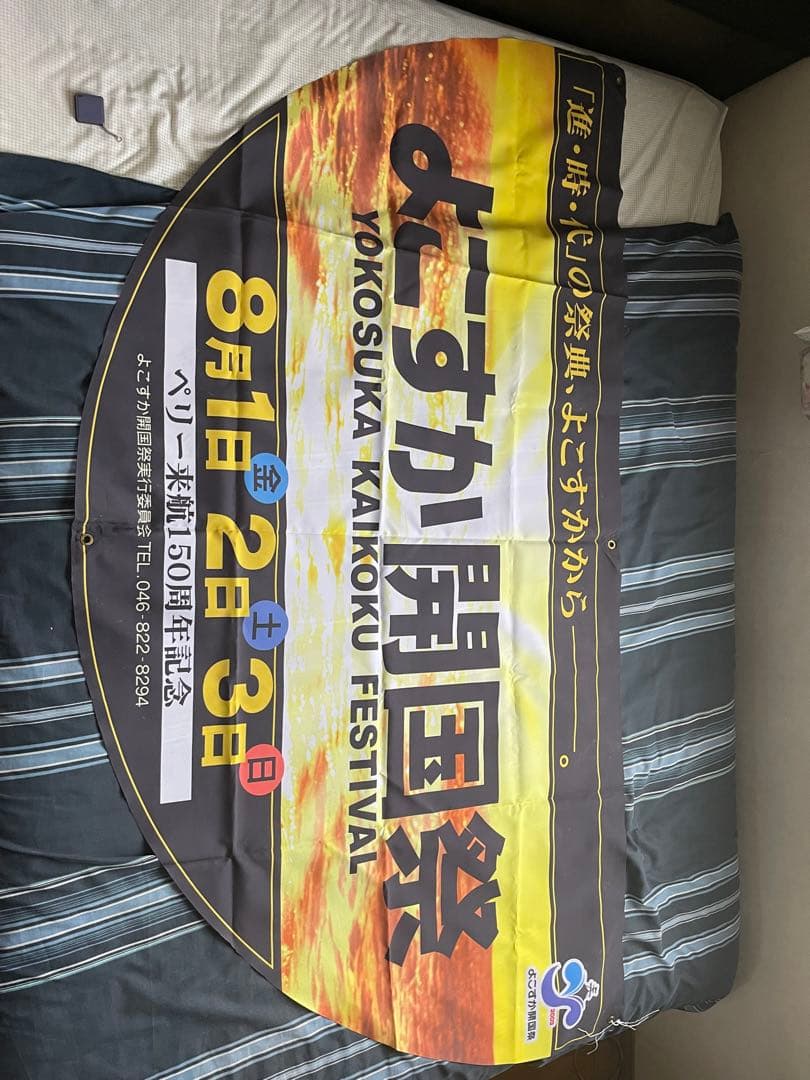 「進・時・代」の祭典、よこすかから――。
よこすか開国祭
YOKOSUKA KAIKOKU FESTIVAL
8月1日金2日土3日日
ペリー来航150周年記念
よこすか開国祭実行委員会 TEL.046-822-8294
2003
よこすか開国祭